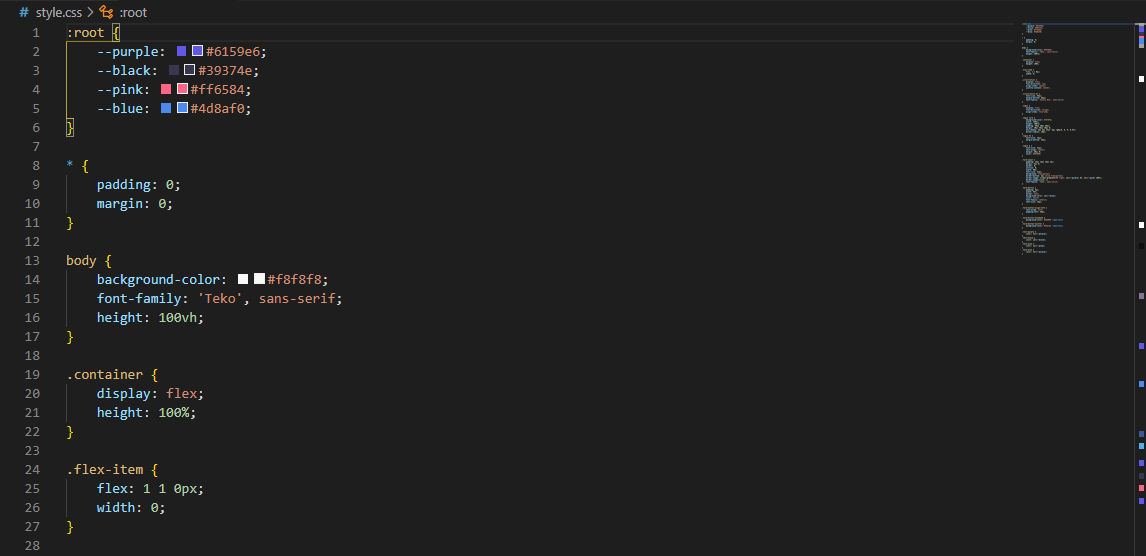 # style.css > :root
1 :root {
2 --purple: #6159e6;
3 --black: #39374e;
4 --pink: #ff6584;
5 --blue: #4d8af0;
6 }
7
8 * {
9 padding: 0;
10 margin: 0;
11 }
12
13 body {
14 background-color: #f8f8f8;
15 font-family: 'Teko', sans-serif;
16 height: 100vh;
17 }
18
19 .container {
20 display: flex;
21 height: 100%;
22 }
23
24 .flex-item {
25 flex: 1 1 0px;
26 width: 0;
27 }
28